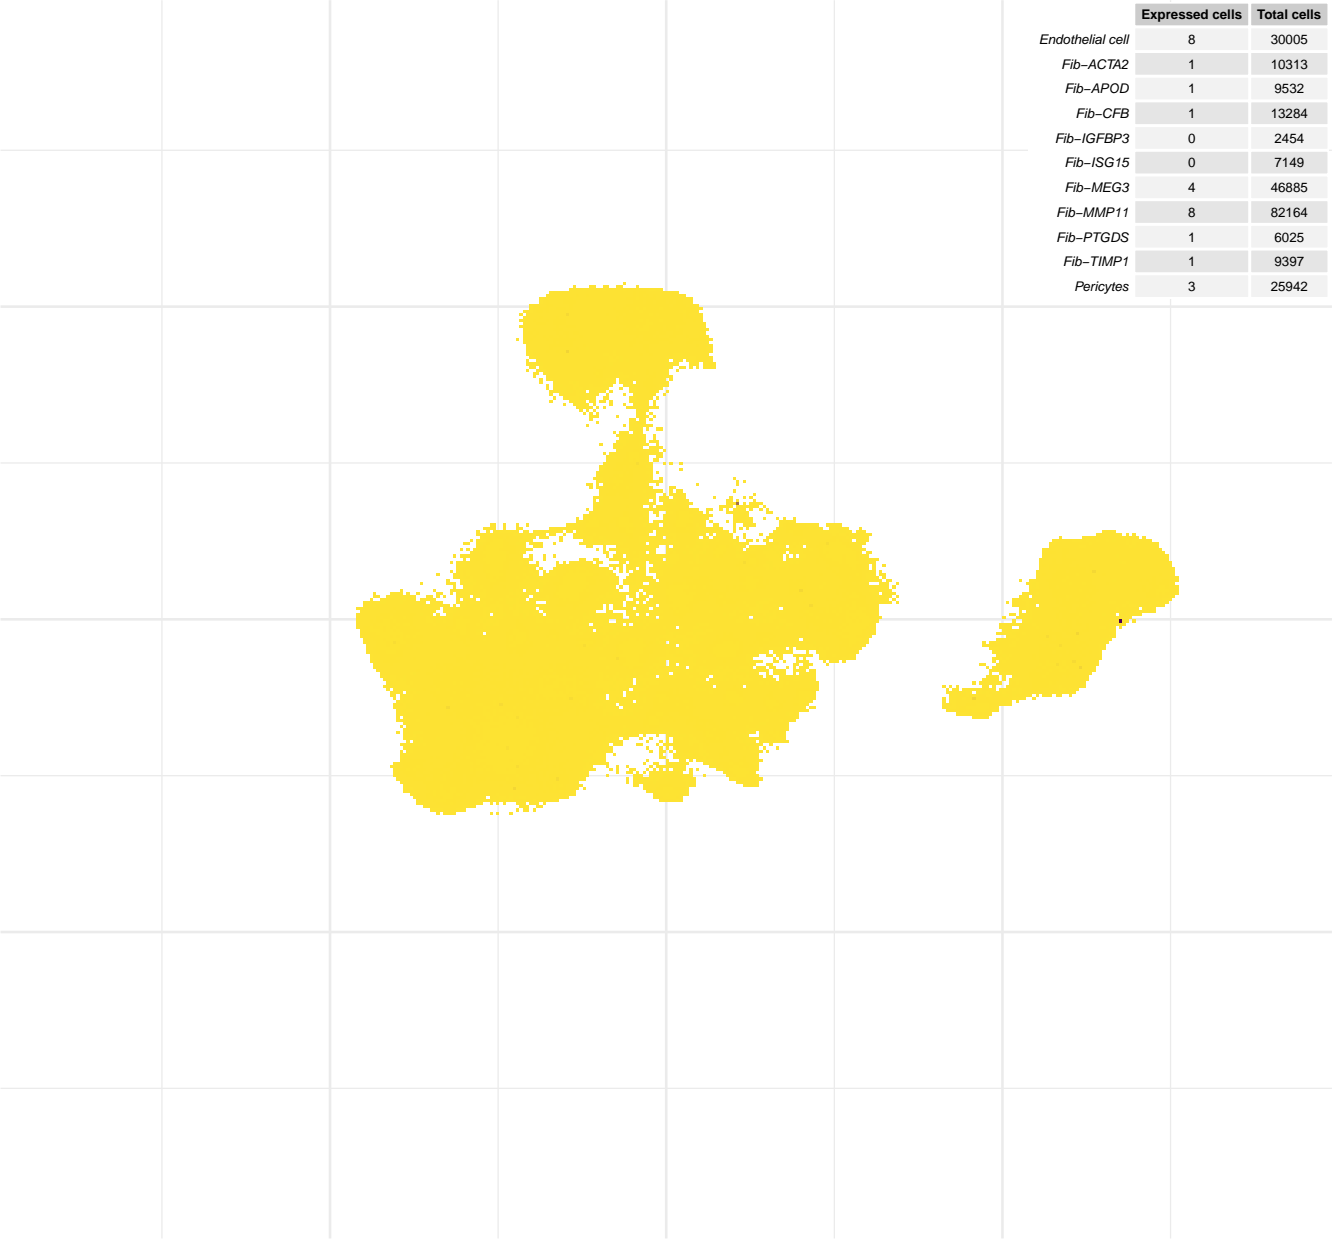 Expressed cells Total cells
Endothelial cell 8 30005
Fib−ACTA2 1 10313
Fib−APOD 1 9532
Fib−CFB 1 13284
Fib−IGFBP3 0 2454
Fib−ISG15 0 7149
Fib−MEG3 4 46885
Fib−MMP11 8 82164
Fib−PTGDS 1 6025
Fib−TIMP1 1 9397
Pericytes 3 25942